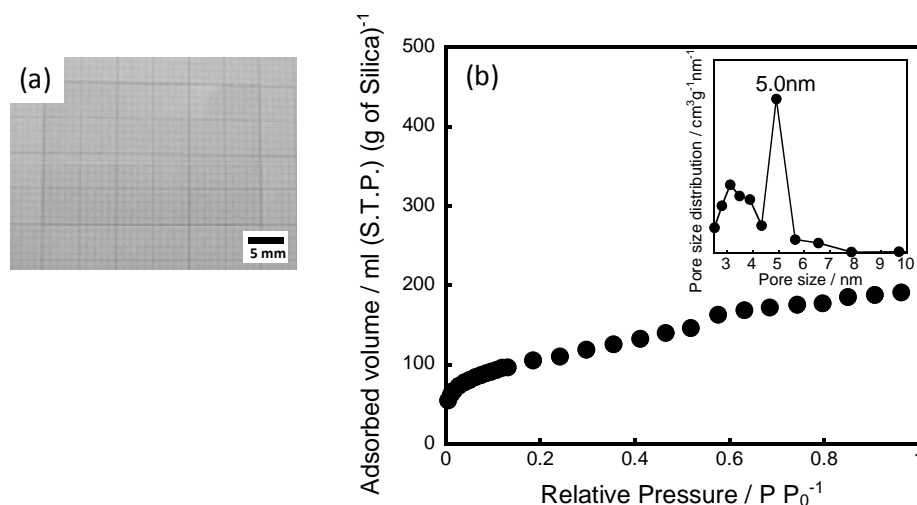 (a)
5 mm
(b)
Adsorbed volume / ml (S.T.P.) (g of Silica)⁻¹
500
400
300
200
100
0
0
0.2
0.4
0.6
0.8
1
Relative Pressure / P P₀⁻¹
Pore size distribution / cm³g⁻¹nm⁻¹
5.0nm
3 4 5 6 7 8 9 10
Pore size / nm